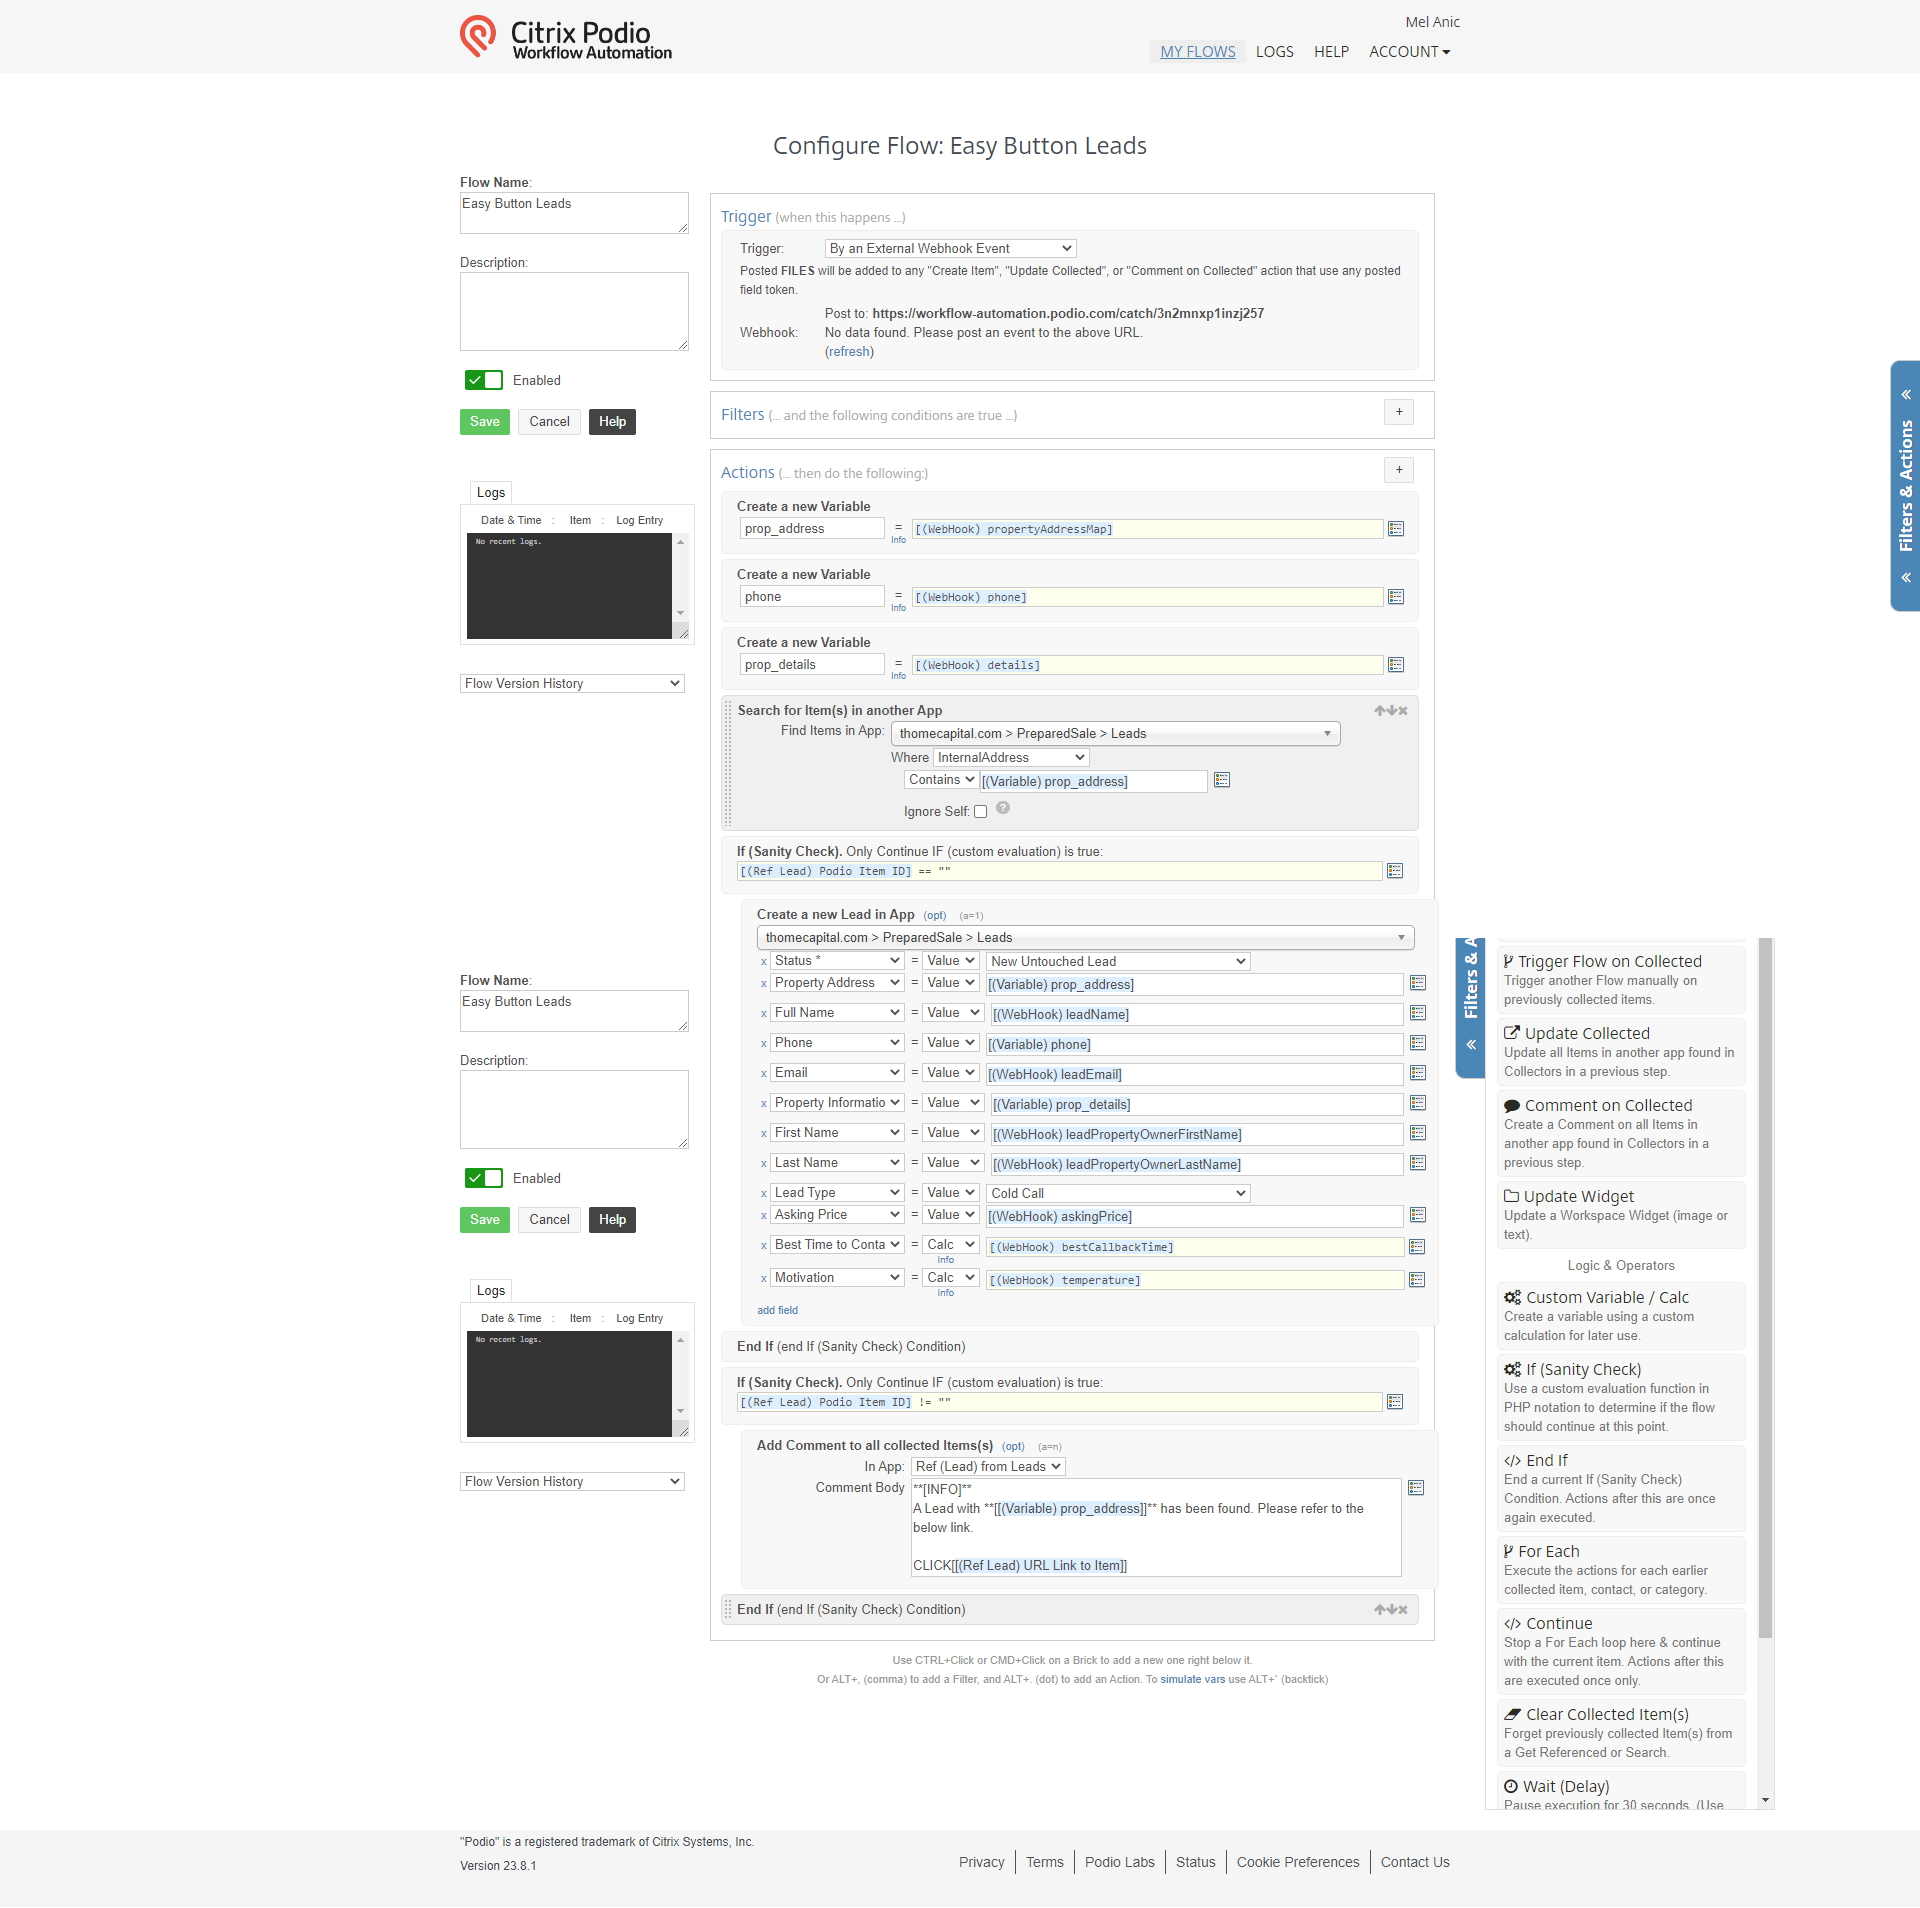 Citrix Podio
Workflow Automation
Mel Anic
MY FLOWS LOGS HELP ACCOUNT
Configure Flow: Easy Button Leads
Flow Name:
Easy Button Leads
Description:
Enabled
Save Cancel Help
Logs
Date & Time : Item : Log Entry
No recent logs.
Flow Version History
Trigger (when this happens ...)
Trigger: By an External Webhook Event
Posted FILES will be added to any "Create Item", "Update Collected", or "Comment on Collected" action that use any posted
field token.
Post to: https://workflow-automation.podio.com/catch/3n2mnxp1inzj257
Webhook: No data found. Please post an event to the above URL.
(refresh)
Filters (... and the following conditions are true ...)
+
Actions (... then do the following:)
+
Create a new Variable
prop_address = [(WebHook) propertyAddressMap]
Info
Create a new Variable
phone = [(WebHook) phone]
Info
Create a new Variable
prop_details = [(WebHook) details]
Info
Search for Item(s) in another App
Find Items in App: thomecapital.com > PreparedSale > Leads
Where InternalAddress
Contains [(Variable) prop_address]
Ignore Self: ?
If (Sanity Check). Only Continue IF (custom evaluation) is true:
[(Ref Lead) Podio Item ID] == ""
Create a new Lead in App (opt) (a=1)
thomecapital.com > PreparedSale > Leads
x Status * = Value New Untouched Lead
x Property Address = Value [(Variable) prop_address]
x Full Name = Value [(WebHook) leadName]
x Phone = Value [(Variable) phone]
x Email = Value [(WebHook) leadEmail]
x Property Informatio = Value [(Variable) prop_details]
x First Name = Value [(WebHook) leadPropertyOwnerFirstName]
x Last Name = Value [(WebHook) leadPropertyOwnerLastName]
x Lead Type = Value Cold Call
x Asking Price = Value [(WebHook) askingPrice]
x Best Time to Conta = Calc [(WebHook) bestCallbackTime]
Info
x Motivation = Calc [(WebHook) temperature]
Info
add field
End If (end If (Sanity Check) Condition)
If (Sanity Check). Only Continue IF (custom evaluation) is true:
[(Ref Lead) Podio Item ID] != ""
Add Comment to all collected Items(s) (opt) (a=n)
In App: Ref (Lead) from Leads
Comment Body **[INFO]**
A Lead with **[[(Variable) prop_address]]** has been found. Please refer to the
below link.
CLICK[[(Ref Lead) URL Link to Item]]
End If (end If (Sanity Check) Condition)
Use CTRL+Click or CMD+Click on a Brick to add a new one right below it.
Or ALT+, (comma) to add a Filter, and ALT+. (dot) to add an Action. To simulate vars use ALT+` (backtick)
Flow Name:
Easy Button Leads
Description:
Enabled
Save Cancel Help
Logs
Date & Time : Item : Log Entry
No recent logs.
Flow Version History
Filters & Actions
Filters & A
Trigger Flow on Collected
Trigger another Flow manually on
previously collected items.
Update Collected
Update all Items in another app found in
Collectors in a previous step.
Comment on Collected
Create a Comment on all Items in
another app found in Collectors in a
previous step.
Update Widget
Update a Workspace Widget (image or
text).
Logic & Operators
Custom Variable / Calc
Create a variable using a custom
calculation for later use.
If (Sanity Check)
Use a custom evaluation function in
PHP notation to determine if the flow
should continue at this point.
</> End If
End a current If (Sanity Check)
Condition. Actions after this are once
again executed.
For Each
Execute the actions for each earlier
collected item, contact, or category.
</> Continue
Stop a For Each loop here & continue
with the current item. Actions after this
are executed once only.
Clear Collected Item(s)
Forget previously collected Item(s) from
a Get Referenced or Search.
Wait (Delay)
Pause execution for 30 seconds. (Use
"Podio" is a registered trademark of Citrix Systems, Inc.
Version 23.8.1
Privacy Terms Podio Labs Status Cookie Preferences Contact Us